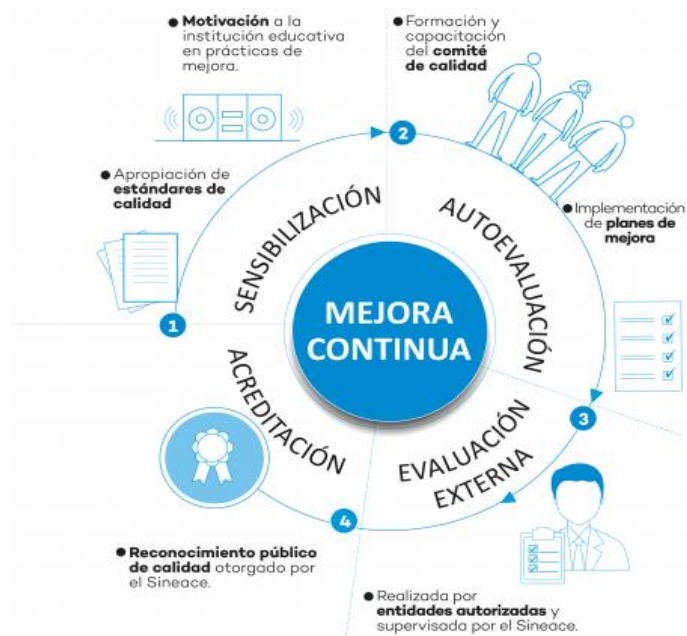 ● Motivación a la
institución educativa
en prácticas de
mejora.
● Formación y
capacitación
del comité
de calidad
2
● Apropiación de
estándares de
calidad
● Implementación
de planes de
mejora
SENSIBILIZACIÓN
AUTOEVALUACIÓN
1
MEJORA
CONTINUA
ACREDITACIÓN
EVALUACIÓN
EXTERNA
3
4
● Reconocimiento público
de calidad otorgado por
el Sineace.
● Realizada por
entidades autorizadas y
supervisada por el Sineace.